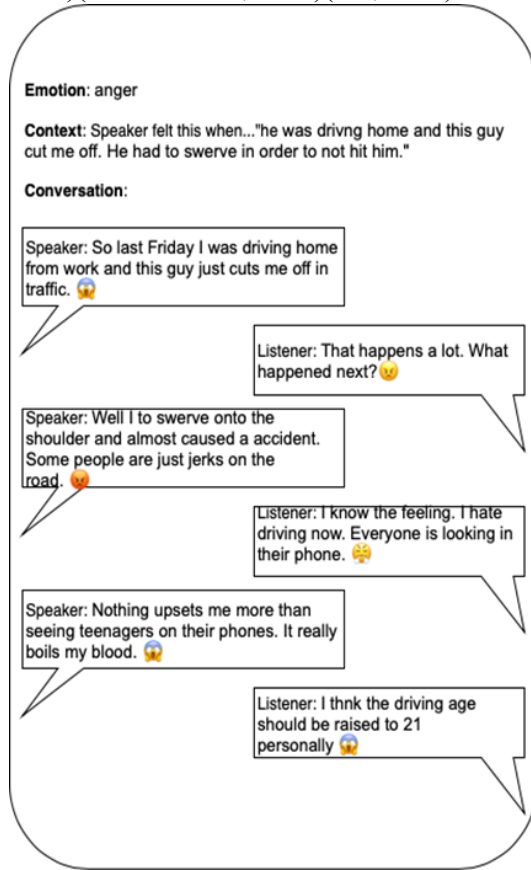 Emotion: anger
Context: Speaker felt this when..."he was drivng home and this guy
cut me off. He had to swerve in order to not hit him."
Conversation:
Speaker: So last Friday I was driving home
from work and this guy just cuts me off in
traffic. 😱
Listener: That happens a lot. What
happened next?😠
Speaker: Well I to swerve onto the
shoulder and almost caused a accident.
Some people are just jerks on the
road. 😡
Listener: I know the feeling. I hate
driving now. Everyone is looking in
their phone. 😤
Speaker: Nothing upsets me more than
seeing teenagers on their phones. It really
boils my blood. 😱
Listener: I thnk the driving age
should be raised to 21
personally 😱